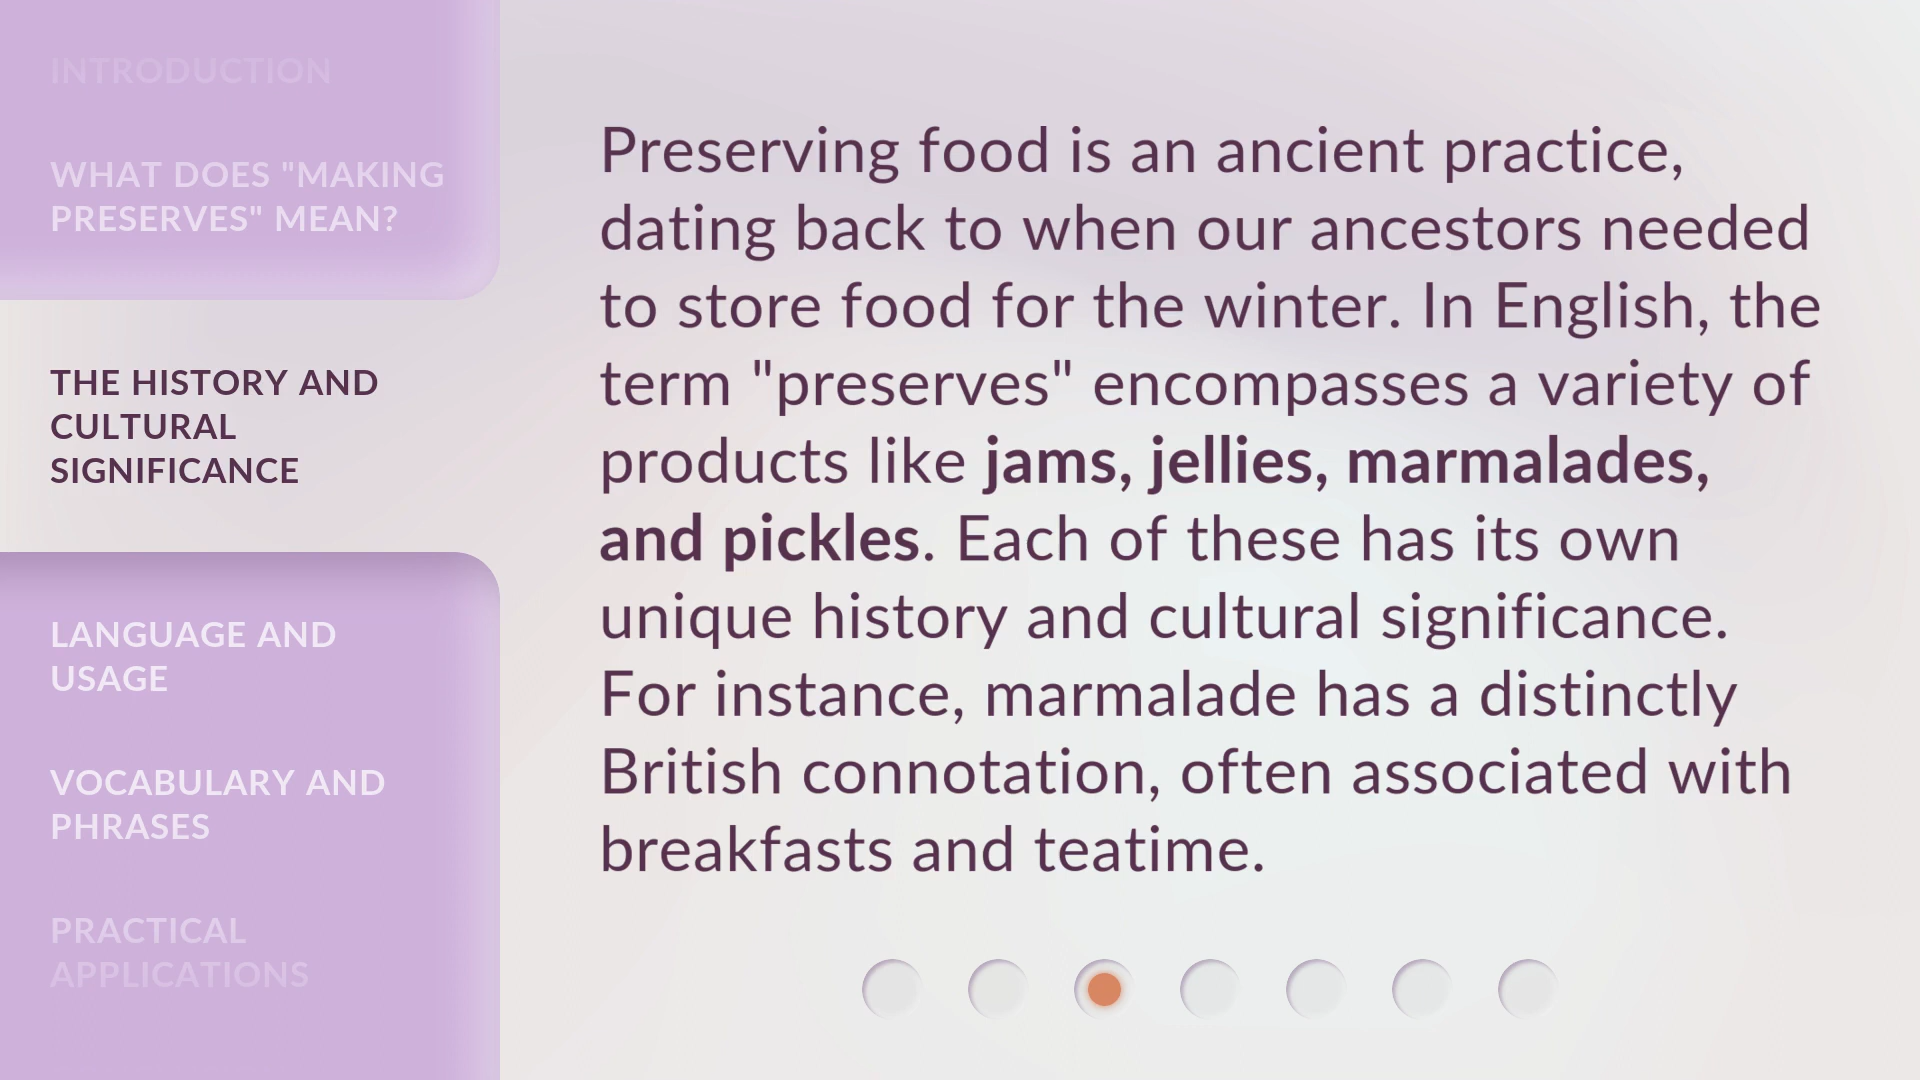 INTRODUCTION
WHAT DOES "MAKING
PRESERVES" MEAN?
THE HISTORY AND
CULTURAL
SIGNIFICANCE
LANGUAGE AND
USAGE
VOCABULARY AND
PHRASES
PRACTICAL
APPLICATIONS
Preserving food is an ancient practice,
dating back to when our ancestors needed
to store food for the winter. In English, the
term "preserves" encompasses a variety of
products like jams, jellies, marmalades,
and pickles. Each of these has its own
unique history and cultural significance.
For instance, marmalade has a distinctly
British connotation, often associated with
breakfasts and teatime.